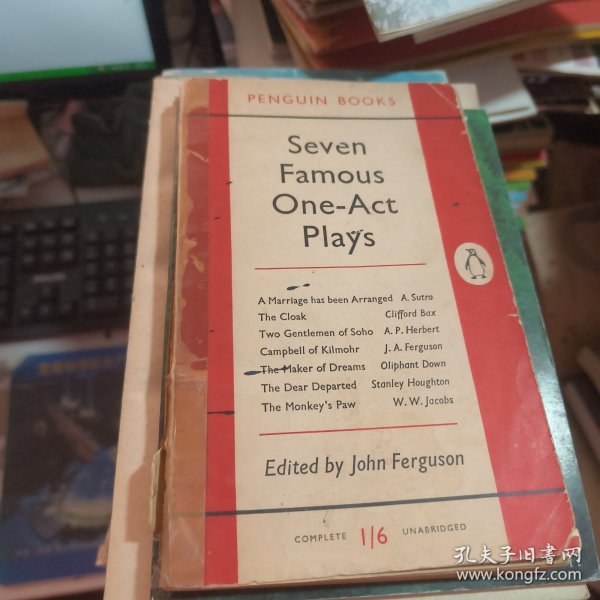 PENGUIN BOOKS
Seven
Famous
One-Act
Plays
A Marriage has been Arranged A. Sutro
The Cloak Clifford Bax
Two Gentlemen of Soho A. P. Herbert
Campbell of Kilmohr J. A. Ferguson
The Maker of Dreams Oliphant Down
The Dear Departed Stanley Houghton
The Monkey's Paw W. W. Jacobs
Edited by John Ferguson
COMPLETE 1/6 UNABRIDGED
孔夫子旧书网
www.kongfz.com